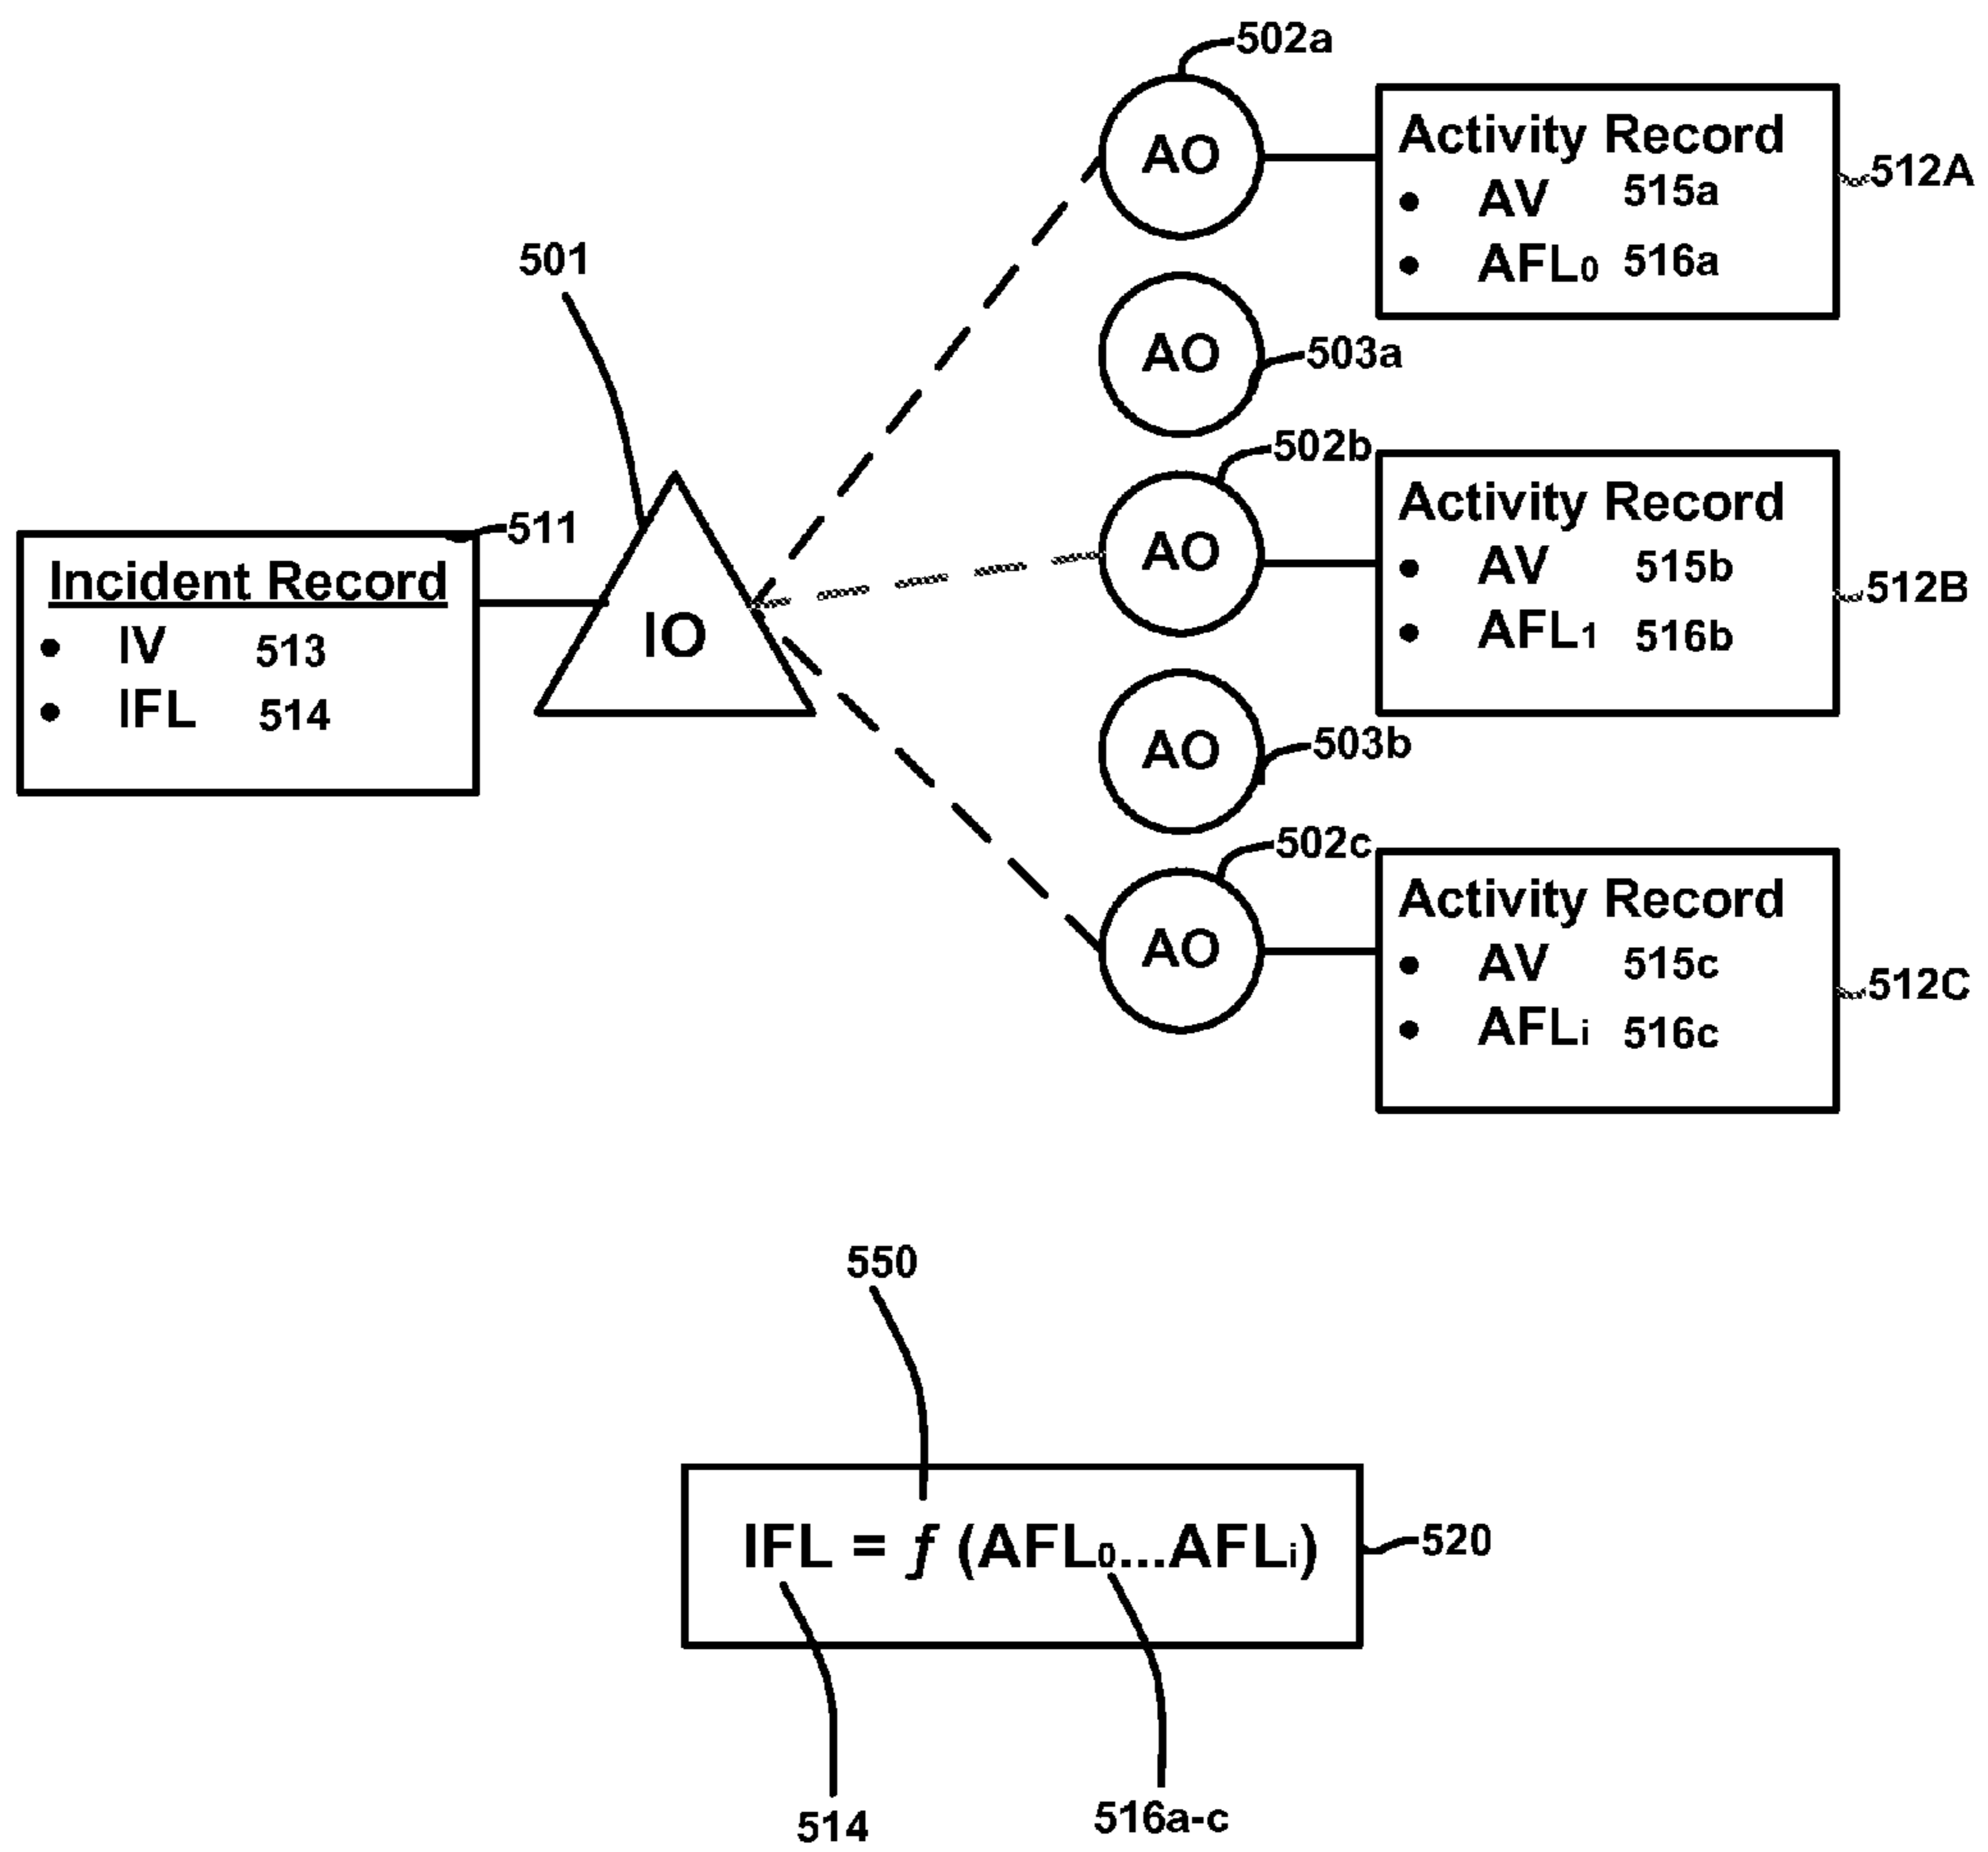 502a
AO
Activity Record
• AV 515a
• AFL₀ 516a
512A
501
AO
503a
502b
AO
Activity Record
• AV 515b
• AFL₁ 516b
512B
511
Incident Record
• IV 513
• IFL 514
IO
AO
503b
502c
AO
Activity Record
• AV 515c
• AFLᵢ 516c
512C
550
IFL = ƒ (AFL₀...AFLᵢ)
520
514
516a-c